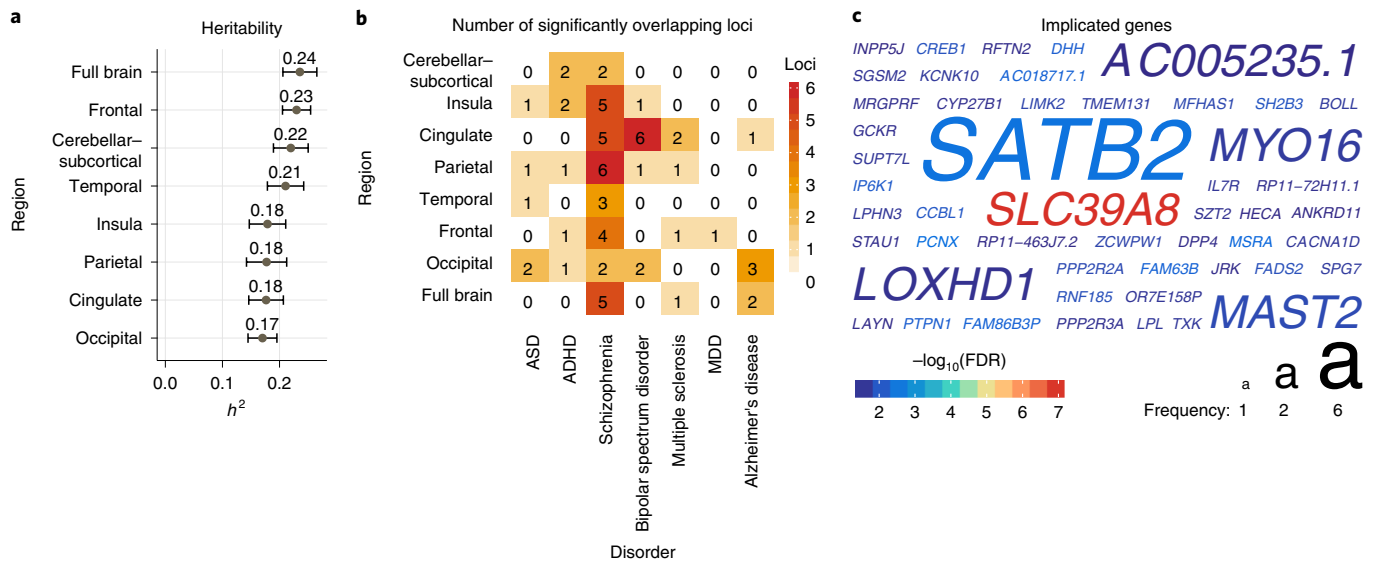 a
Heritability
Region
Full brain
0.24
Frontal
0.23
Cerebellar–
subcortical
0.22
Temporal
0.21
Insula
0.18
Parietal
0.18
Cingulate
0.18
Occipital
0.17
0.0 0.1 0.2
h2
b
Number of significantly overlapping loci
Region
Cerebellar–
subcortical
0 2 2 0 0 0 0
Insula 1 2 5 1 0 0 0
Cingulate 0 0 5 6 2 0 1
Parietal 1 1 6 1 1 0 0
Temporal 1 0 3 0 0 0 0
Frontal 0 1 4 0 1 1 0
Occipital 2 1 2 2 0 0 3
Full brain 0 0 5 0 1 0 2
ASD
ADHD
Schizophrenia
Bipolar spectrum disorder
Multiple sclerosis
MDD
Alzheimer's disease
Disorder
Loci
6
5
4
3
2
1
0
c
Implicated genes
INPP5J CREB1 RFTN2 DHH AC005235.1
SGSM2 KCNK10 AC018717.1
MRGPRF CYP27B1 LIMK2 TMEM131 MFHAS1 SH2B3 BOLL
GCKR SATB2 MYO16
SUPT7L
IP6K1 IL7R RP11–72H11.1
LPHN3 CCBL1 SLC39A8 SZT2 HECA ANKRD11
STAU1 PCNX RP11–463J7.2 ZCWPW1 DPP4 MSRA CACNA1D
LOXHD1 PPP2R2A FAM63B JRK FADS2 SPG7
RNF185 OR7E158P MAST2
LAYN PTPN1 FAM86B3P PPP2R3A LPL TXK
–log10(FDR)
2 3 4 5 6 7
a a a
Frequency: 1 2 6